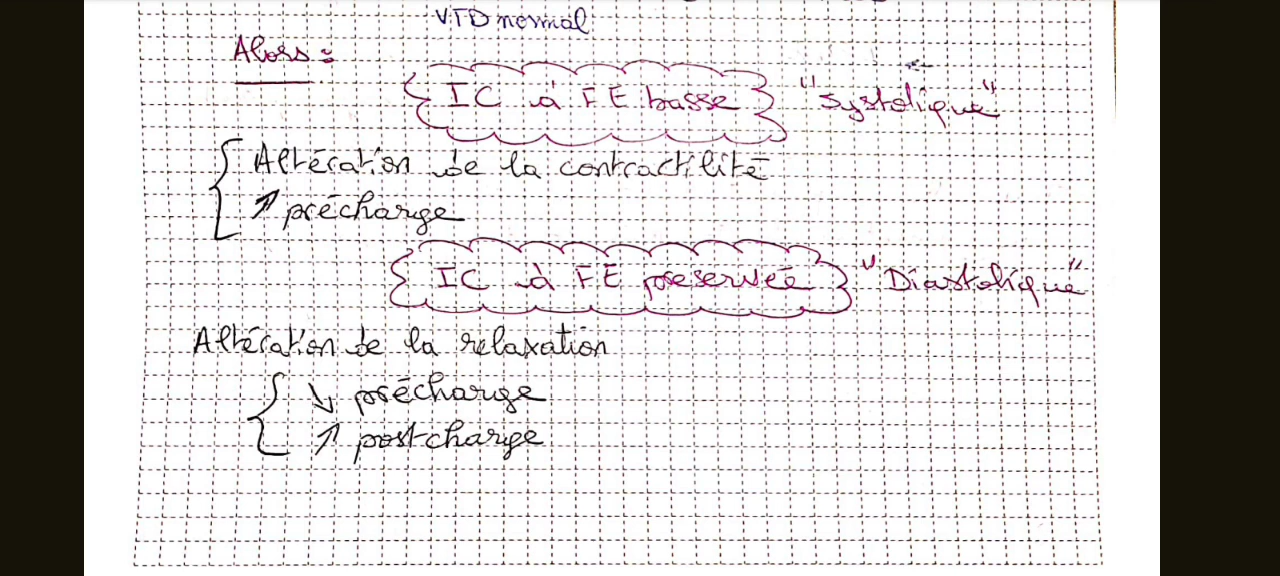 VTD normal
Alors :
IC à FE basse "systolique"
Altération de la contractilité
↗ précharge
IC à FE préservée "Diastolique"
Altération de la relaxation
↘ précharge
↗ postcharge